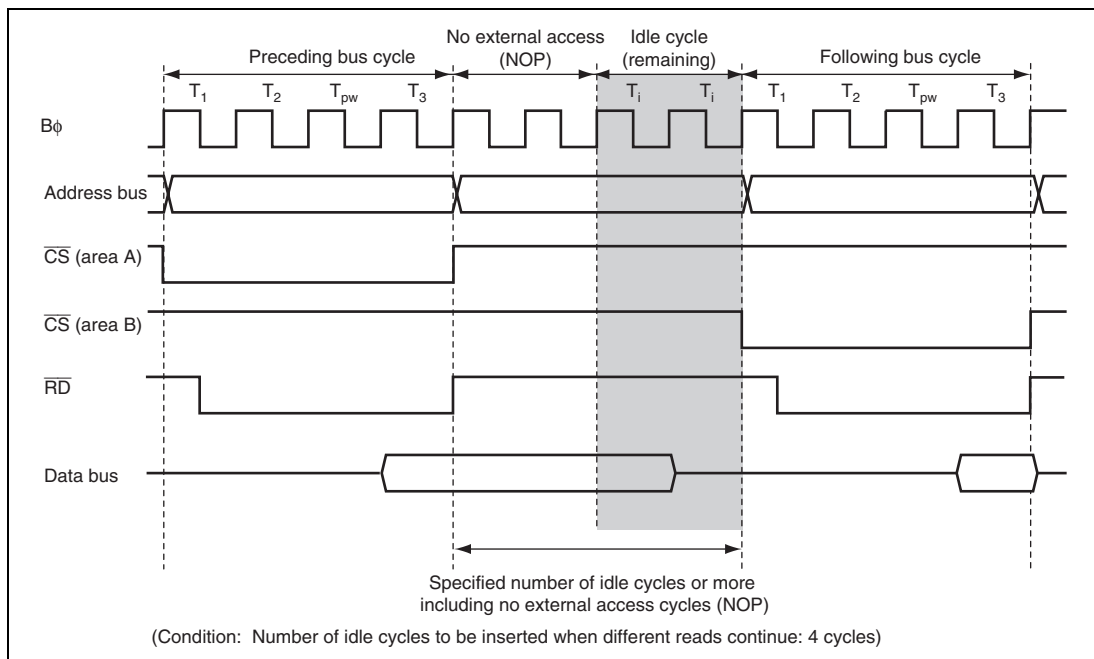 No external access
(NOP)
Idle cycle
(remaining)
Preceding bus cycle
Following bus cycle
T1 T2 Tpw T3 Ti Ti T1 T2 Tpw T3
Bϕ
Address bus
CS (area A)
CS (area B)
RD
Data bus
Specified number of idle cycles or more
including no external access cycles (NOP)
(Condition: Number of idle cycles to be inserted when different reads continue: 4 cycles)